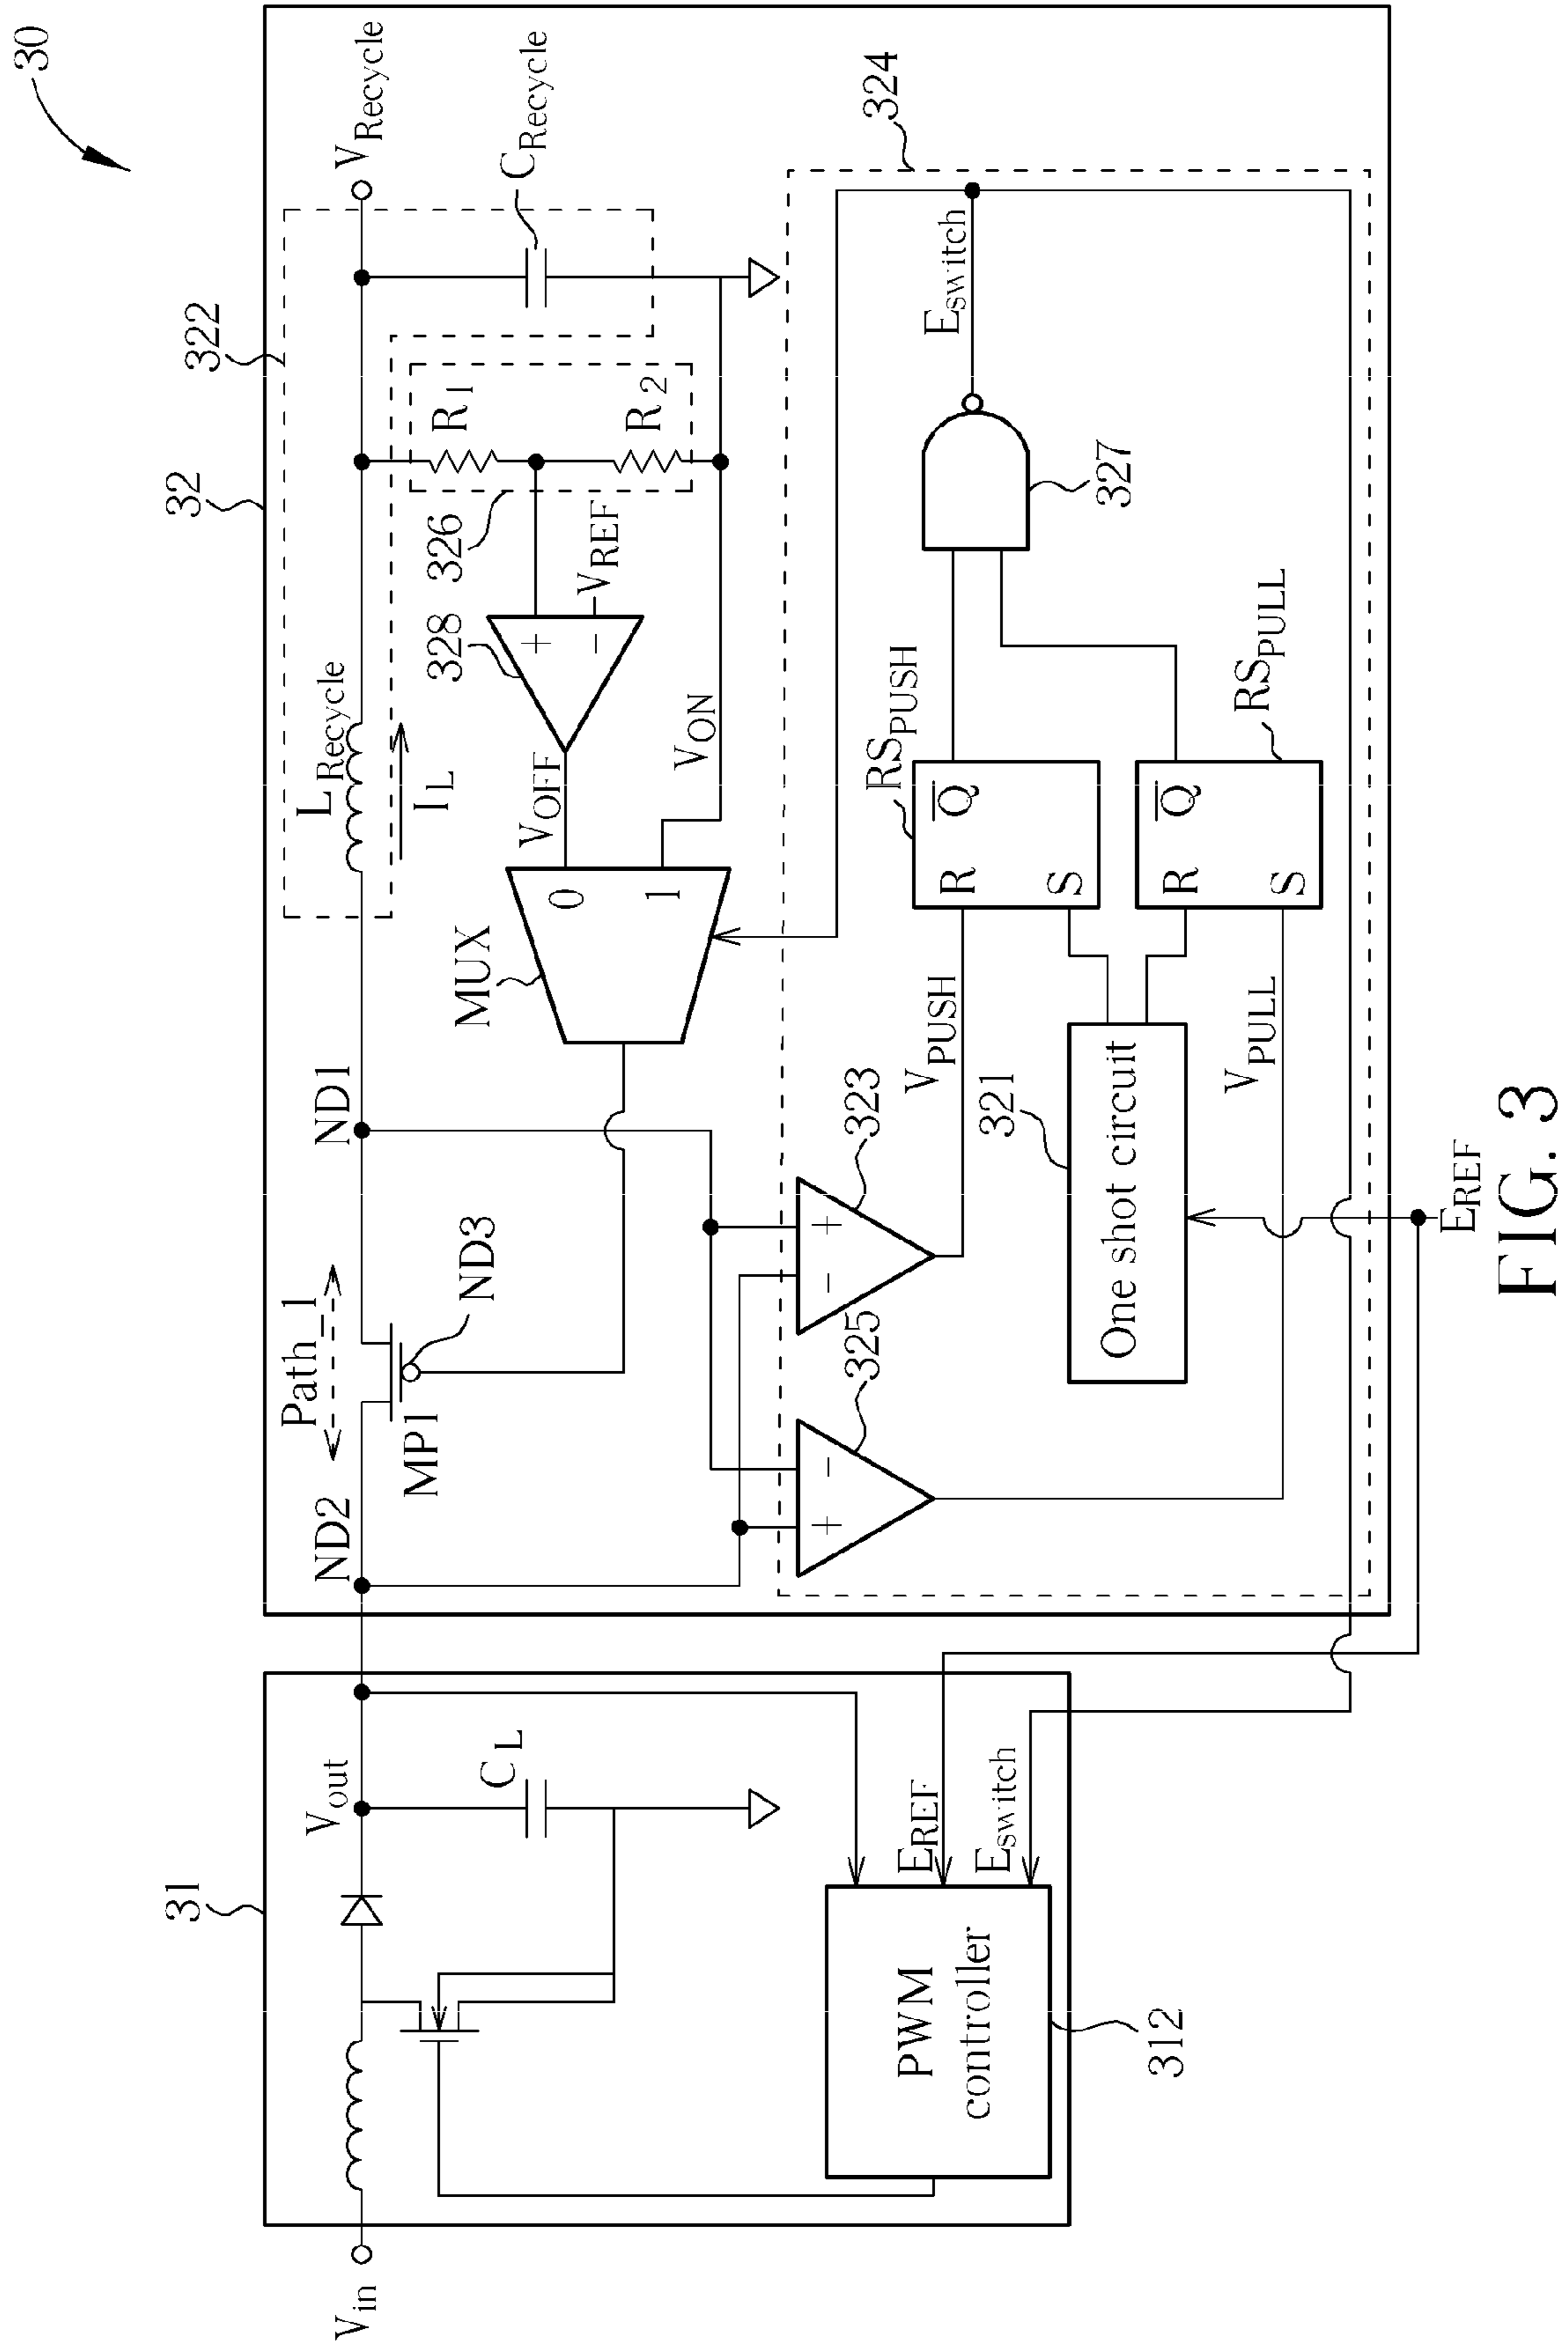 30
32
322
V_Recycle
L_Recycle
I_L
C_Recycle
31
V_in
V_out
C_L
ND2
Path_1
ND1
MP1
ND3
MUX
0
1
V_OFF
V_ON
328
+
−
V_REF
326
R_1
R_2
324
325
+
−
323
−
+
V_PUSH
RS_PUSH
R
Q̅
S
E_switch
327
321
One shot circuit
V_PULL
R
Q̅
S
RS_PULL
E_REF
E_switch
PWM
controller
312
E_REF
FIG. 3